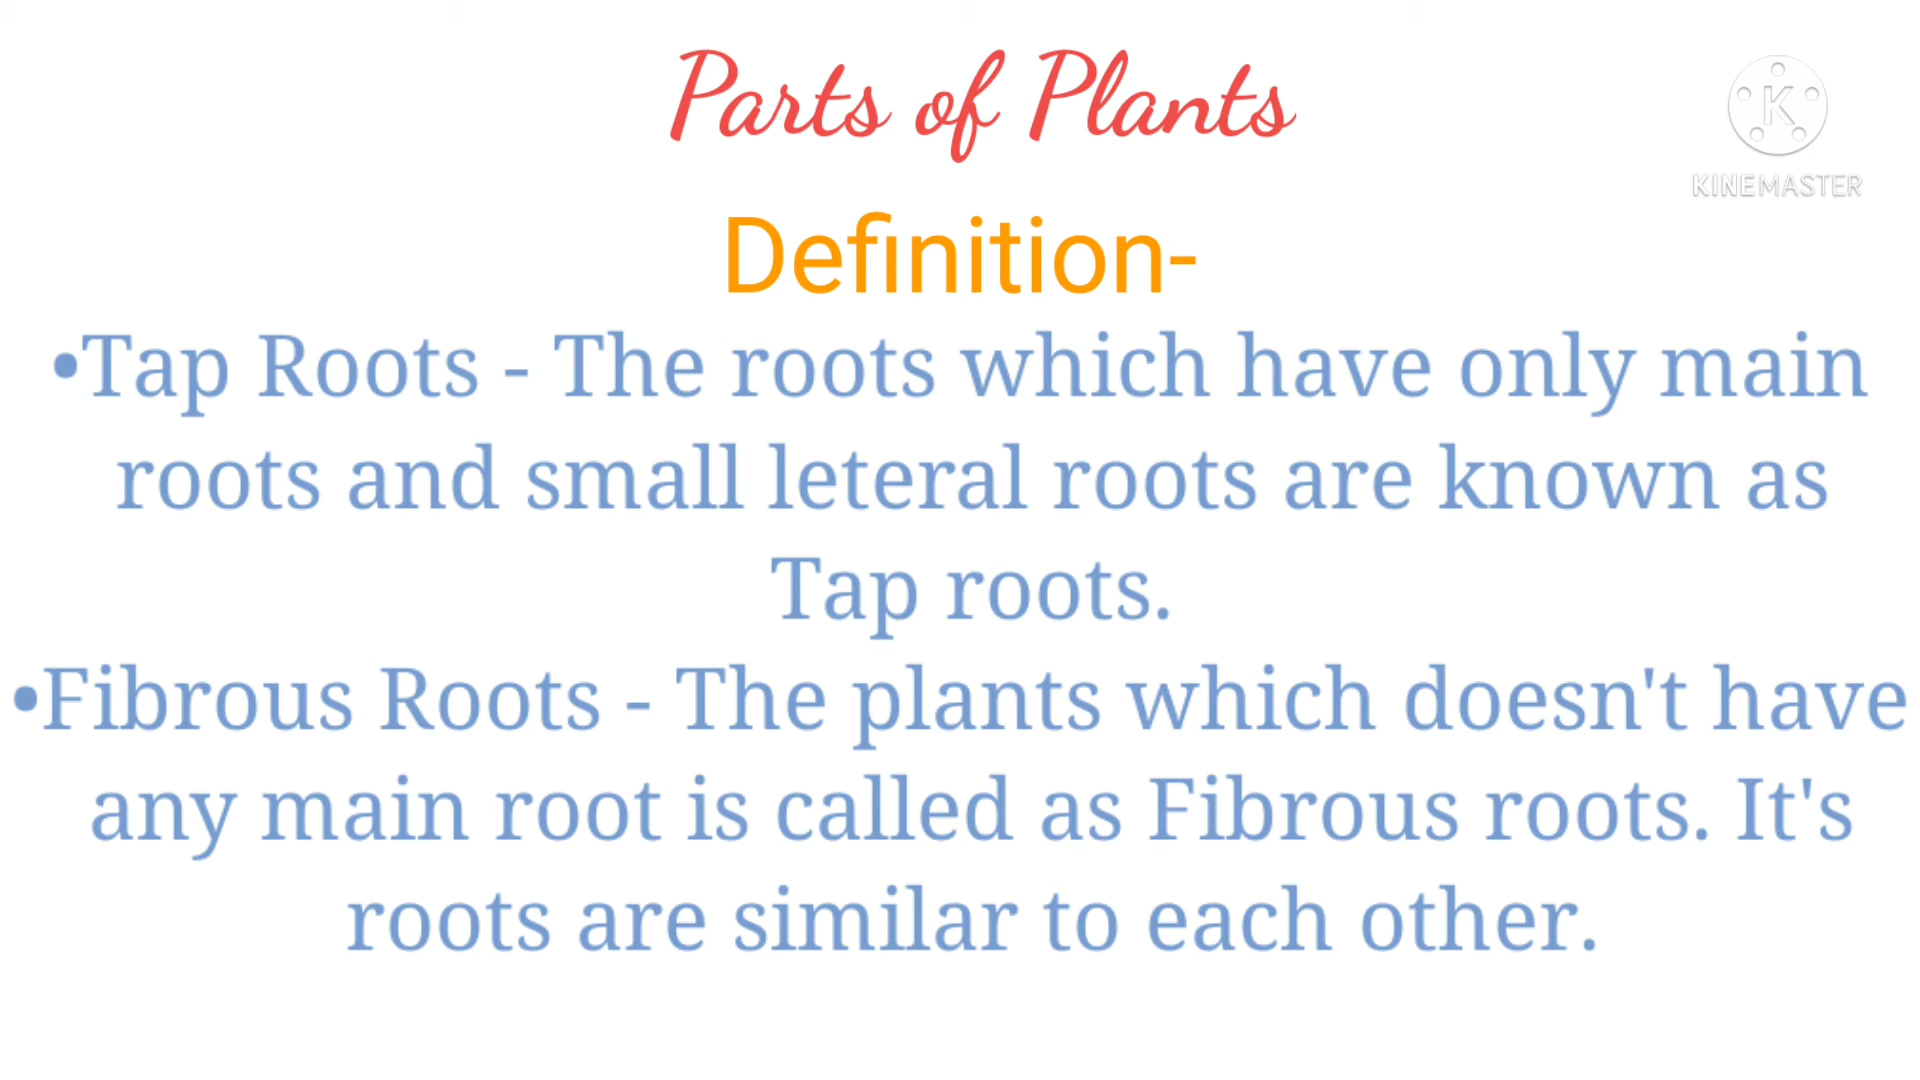 Parts of Plants
K
KINEMASTER
Definition-
•Tap Roots - The roots which have only main
roots and small leteral roots are known as
Tap roots.
•Fibrous Roots - The plants which doesn't have
any main root is called as Fibrous roots. It's
roots are similar to each other.